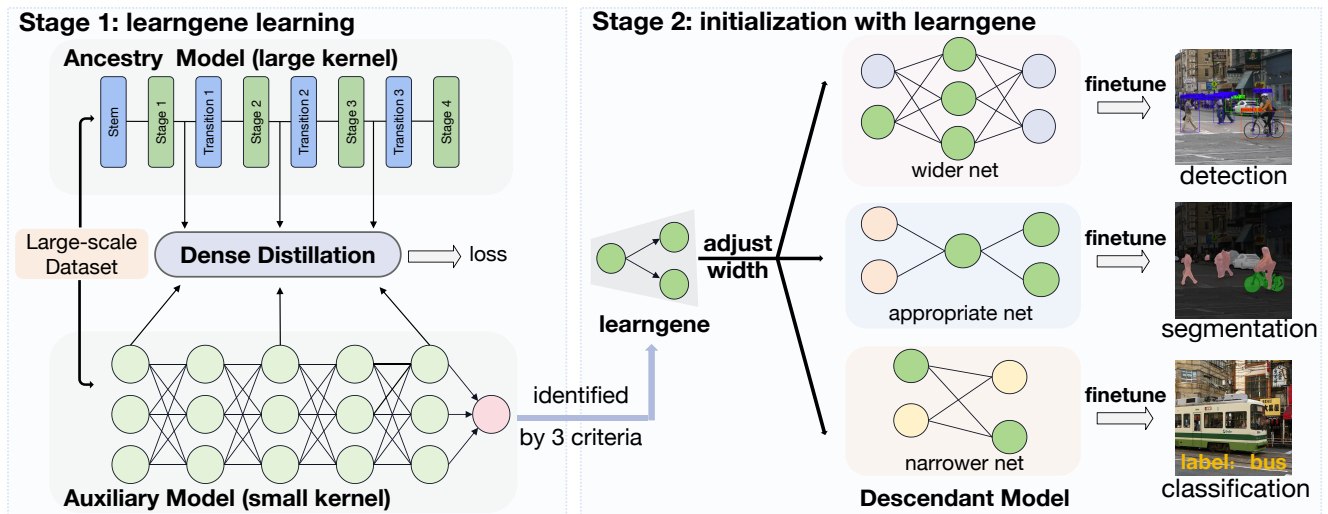 Stage 1: learngene learning
Ancestry Model (large kernel)
Stem
Stage 1
Transition 1
Stage 2
Transition 2
Stage 3
Transition 3
Stage 4
Large-scale
Dataset
Dense Distillation
loss
Auxiliary Model (small kernel)
identified
by 3 criteria
Stage 2: initialization with learngene
learngene
adjust
width
wider net
finetune
detection
appropriate net
finetune
segmentation
narrower net
finetune
label: bus
classification
Descendant Model